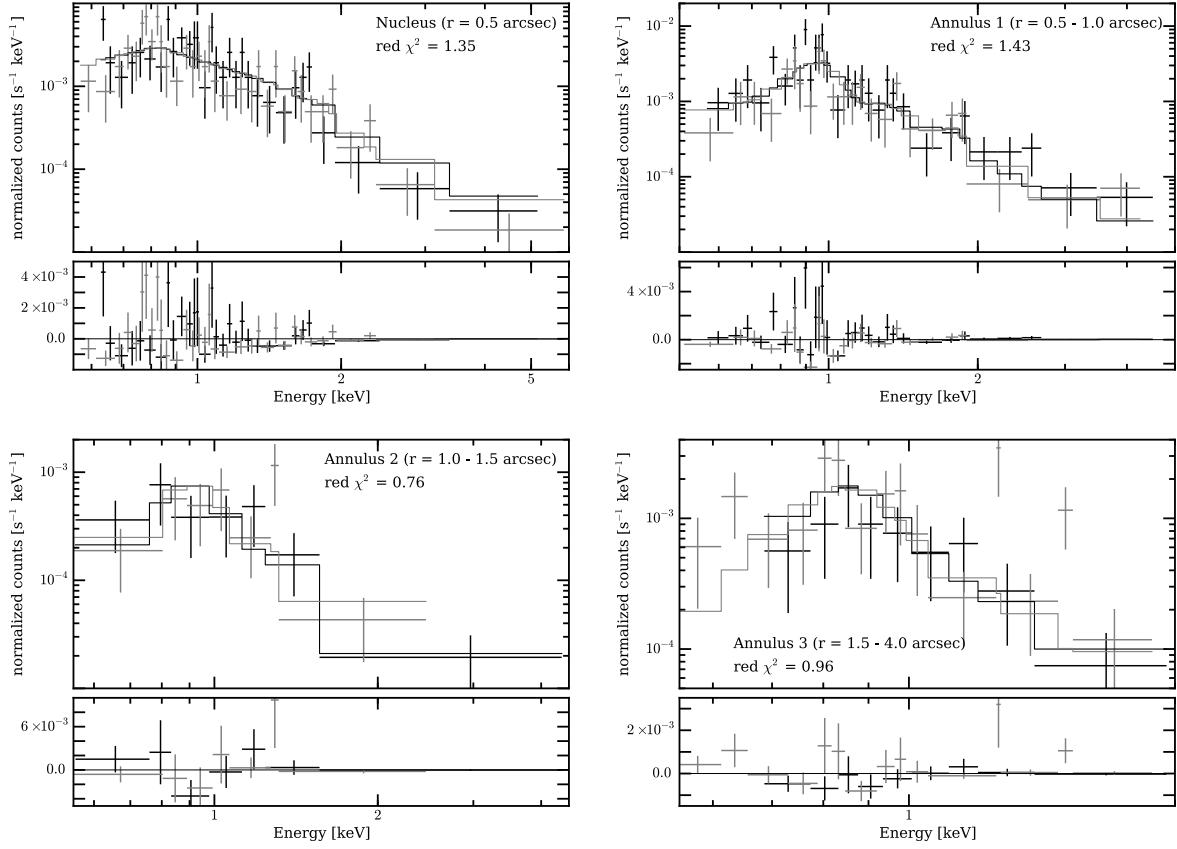 Nucleus (r = 0.5 arcsec)
red χ² = 1.35
normalized counts [s⁻¹ keV⁻¹]
10⁻³
10⁻⁴
4 ×10⁻³
2 ×10⁻³
0.0
1
2
5
Energy [keV]
Annulus 1 (r = 0.5 - 1.0 arcsec)
red χ² = 1.43
normalized counts [s⁻¹ keV⁻¹]
10⁻²
10⁻³
10⁻⁴
4 ×10⁻³
0.0
1
2
Energy [keV]
Annulus 2 (r = 1.0 - 1.5 arcsec)
red χ² = 0.76
normalized counts [s⁻¹ keV⁻¹]
10⁻³
10⁻⁴
6 ×10⁻³
0.0
1
2
Energy [keV]
Annulus 3 (r = 1.5 - 4.0 arcsec)
red χ² = 0.96
normalized counts [s⁻¹ keV⁻¹]
10⁻³
10⁻⁴
2 ×10⁻³
0.0
1
Energy [keV]